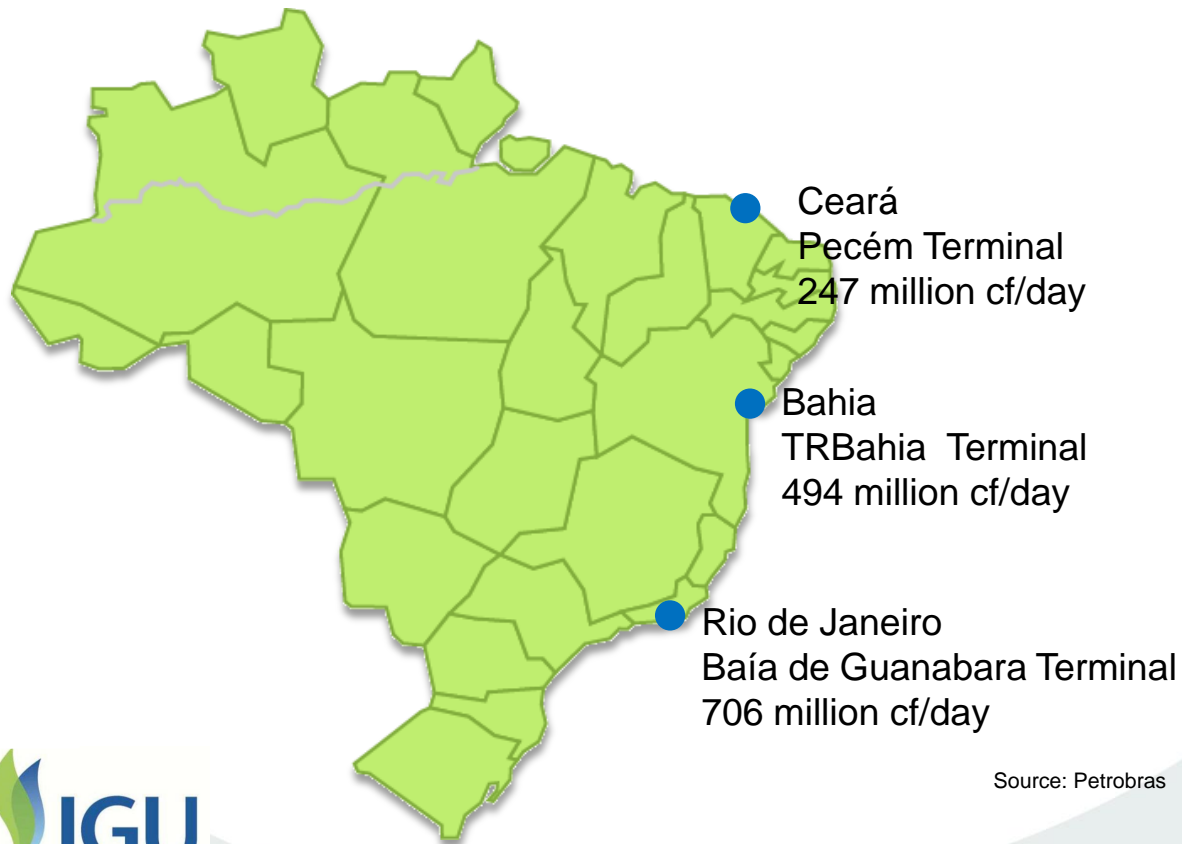 Ceará
Pecém Terminal
247 million cf/day
Bahia
TRBahia Terminal
494 million cf/day
Rio de Janeiro
Baía de Guanabara Terminal
706 million cf/day
Source: Petrobras
IGU